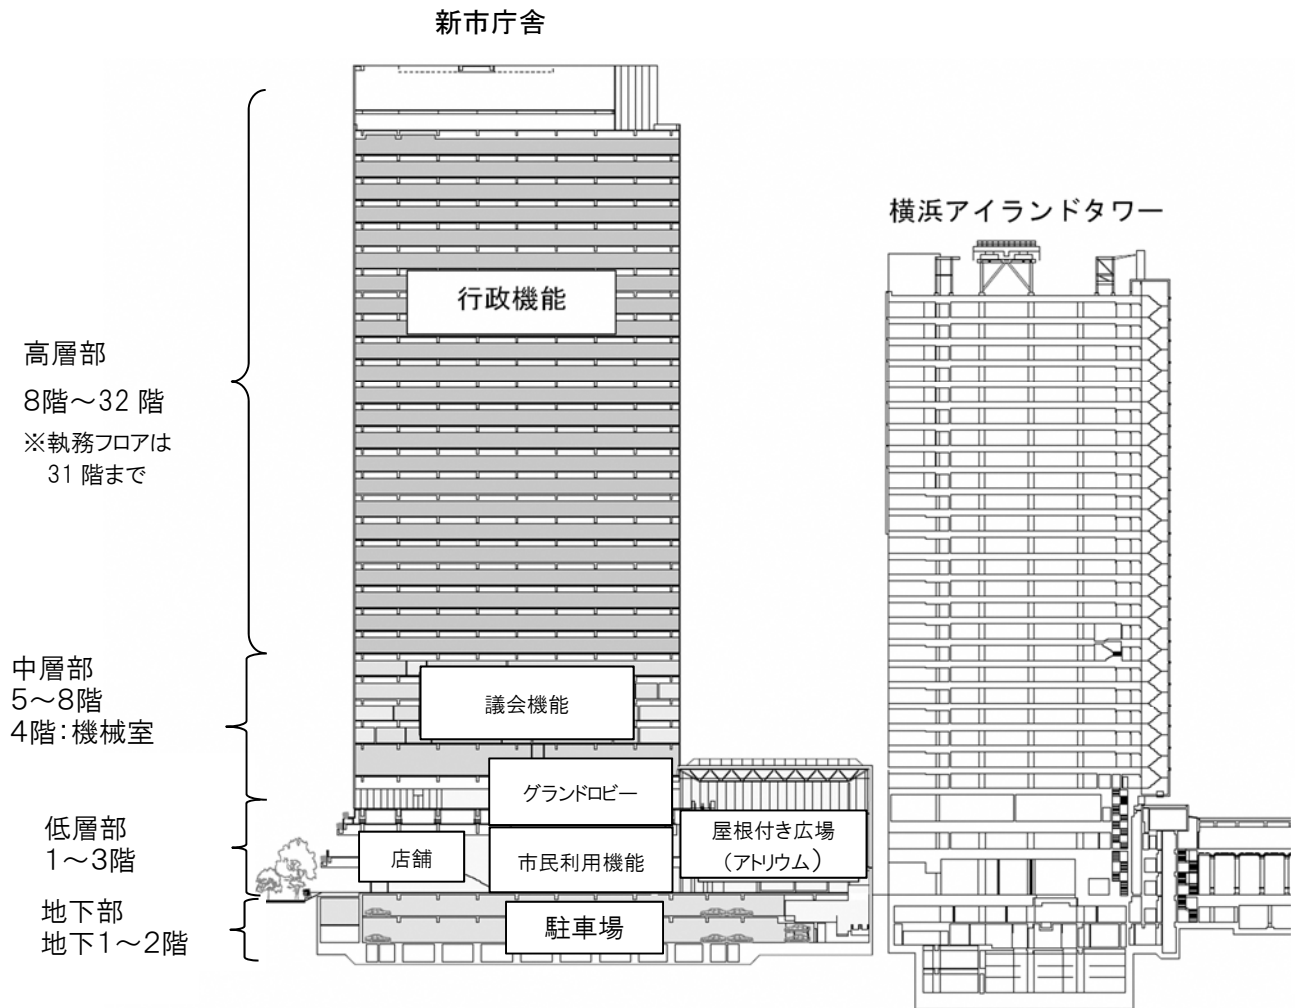 新市庁舎
横浜アイランドタワー
行政機能
高層部
8階～32 階
※執務フロアは
31 階まで
中層部
5～8階
4階:機械室
議会機能
グランドロビー
低層部
1～3階
店舗
市民利用機能
屋根付き広場
(アトリウム)
地下部
地下1～2階
駐車場